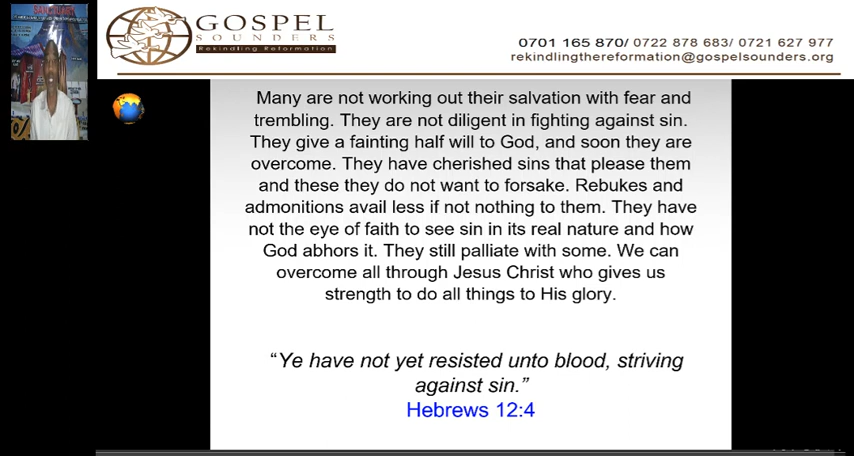 GOSPEL
SOUNDERS
Rekindling Reformation
0701 165 870/ 0722 878 683/ 0721 627 977
rekindlingthereformation@gospelsounders.org
Many are not working out their salvation with fear and
trembling. They are not diligent in fighting against sin.
They give a fainting half will to God, and soon they are
overcome. They have cherished sins that please them
and these they do not want to forsake. Rebukes and
admonitions avail less if not nothing to them. They have
not the eye of faith to see sin in its real nature and how
God abhors it. They still palliate with some. We can
overcome all through Jesus Christ who gives us
strength to do all things to His glory.
“Ye have not yet resisted unto blood, striving
against sin.”
Hebrews 12:4